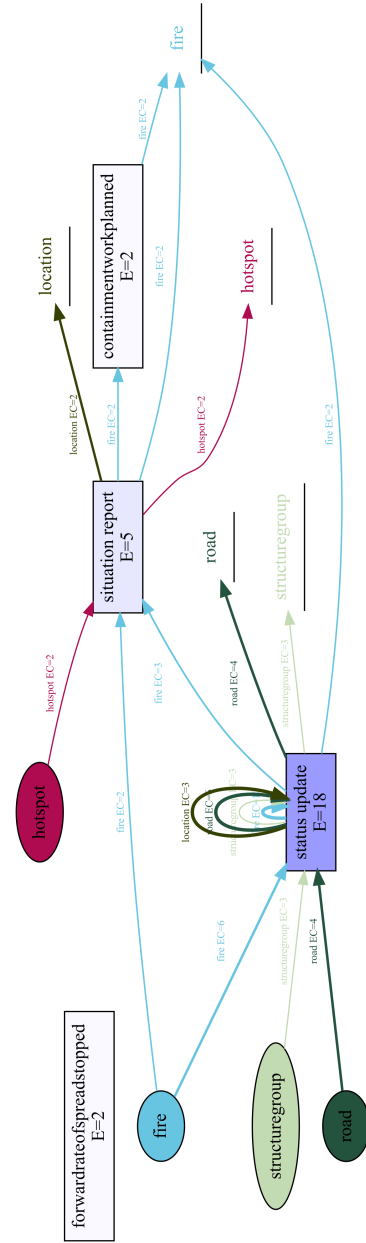 forwardrateofspreadstopped
E=2
fire
structuregroup
road
hotspot
fire EC=2
fire EC=6
structuregroup EC=3
road EC=4
hotspot EC=2
location EC=3
structuregroup EC=3
status update
E=18
fire EC=3
road EC=4
structuregroup EC=3
fire EC=2
situation report
E=5
road
structuregroup
location EC=2
fire EC=2
fire EC=2
hotspot EC=2
containmentworkplanned
E=2
location
hotspot
fire EC=2
fire